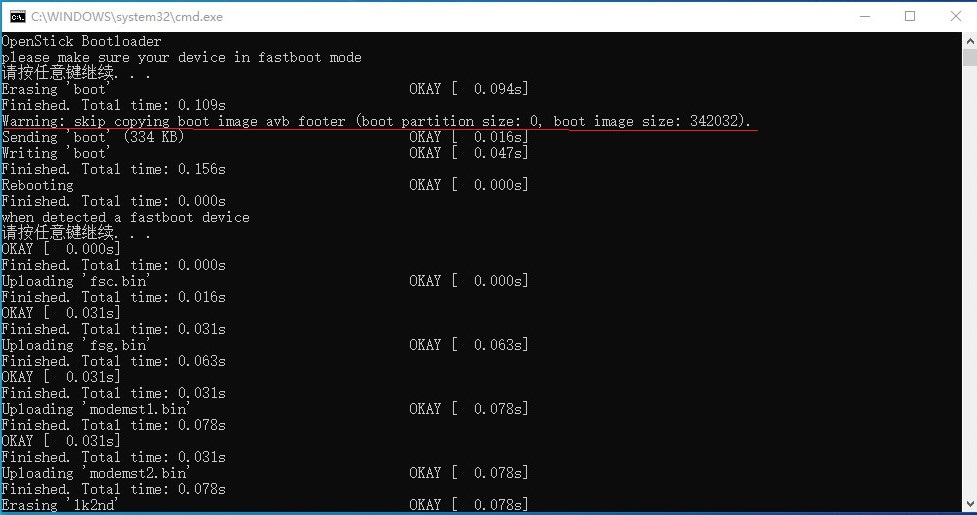 C:\WINDOWS\system32\cmd.exe
OpenStick Bootloader
please make sure your device in fastboot mode
请按任意键继续. . .
Erasing 'boot' OKAY [  0.094s]
Finished. Total time: 0.109s
Warning: skip copying boot image avb footer (boot partition size: 0, boot image size: 342032).
Sending 'boot' (334 KB) OKAY [  0.016s]
Writing 'boot' OKAY [  0.047s]
Finished. Total time: 0.156s
Rebooting OKAY [  0.000s]
Finished. Total time: 0.000s
when detected a fastboot device
请按任意键继续. . .
OKAY [  0.000s]
Finished. Total time: 0.000s
Uploading 'fsc.bin' OKAY [  0.000s]
Finished. Total time: 0.016s
OKAY [  0.031s]
Finished. Total time: 0.031s
Uploading 'fsg.bin' OKAY [  0.063s]
Finished. Total time: 0.063s
OKAY [  0.031s]
Finished. Total time: 0.031s
Uploading 'modemst1.bin' OKAY [  0.078s]
Finished. Total time: 0.078s
OKAY [  0.031s]
Finished. Total time: 0.031s
Uploading 'modemst2.bin' OKAY [  0.078s]
Finished. Total time: 0.078s
Erasing 'lk2nd' OKAY [  0.000s]